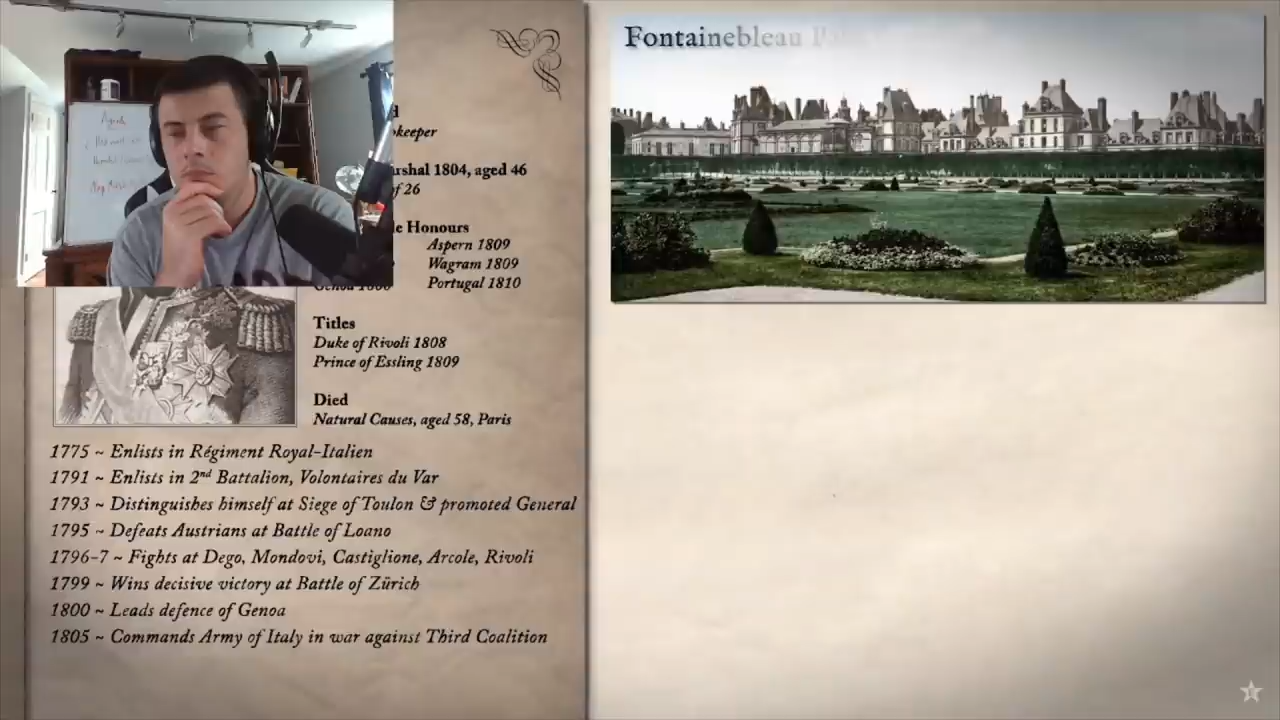 Fontainebleau
1804, aged 46
of 26
Honours
Aspern 1809
Wagram 1809
Portugal 1810
Titles
Duke of Rivoli 1808
Prince of Essling 1809
Died
Natural Causes, aged 58, Paris
1775 ~ Enlists in Régiment Royal-Italien
1791 ~ Enlists in 2nd Battalion, Volontaires du Var
1793 ~ Distinguishes himself at Siege of Toulon & promoted General
1795 ~ Defeats Austrians at Battle of Loano
1796-7 ~ Fights at Dego, Mondovi, Castiglione, Arcole, Rivoli
1799 ~ Wins decisive victory at Battle of Zürich
1800 ~ Leads defence of Genoa
1805 ~ Commands Army of Italy in war against Third Coalition